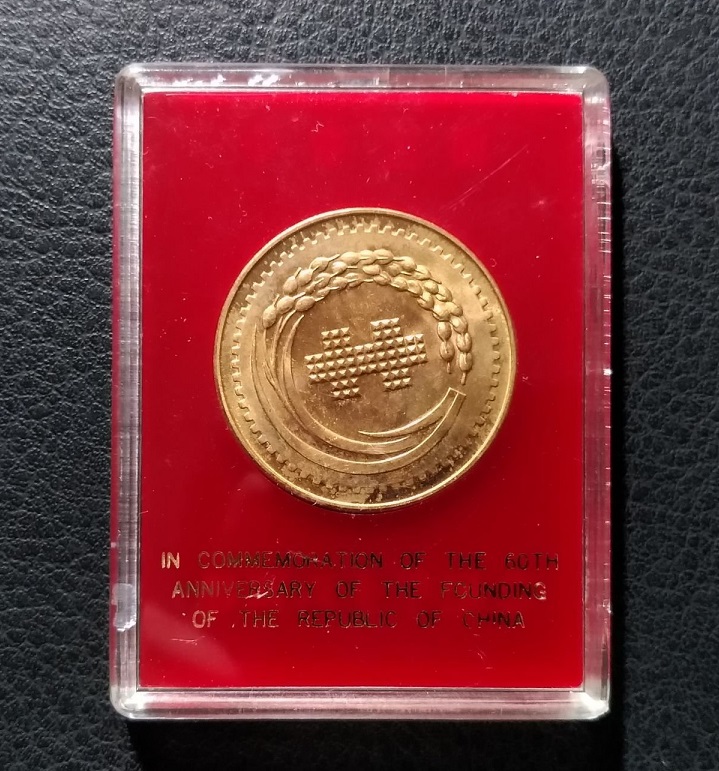 IN COMMEMORATION OF THE 60TH
ANNIVERSARY OF THE FOUNDING
OF THE REPUBLIC OF CHINA